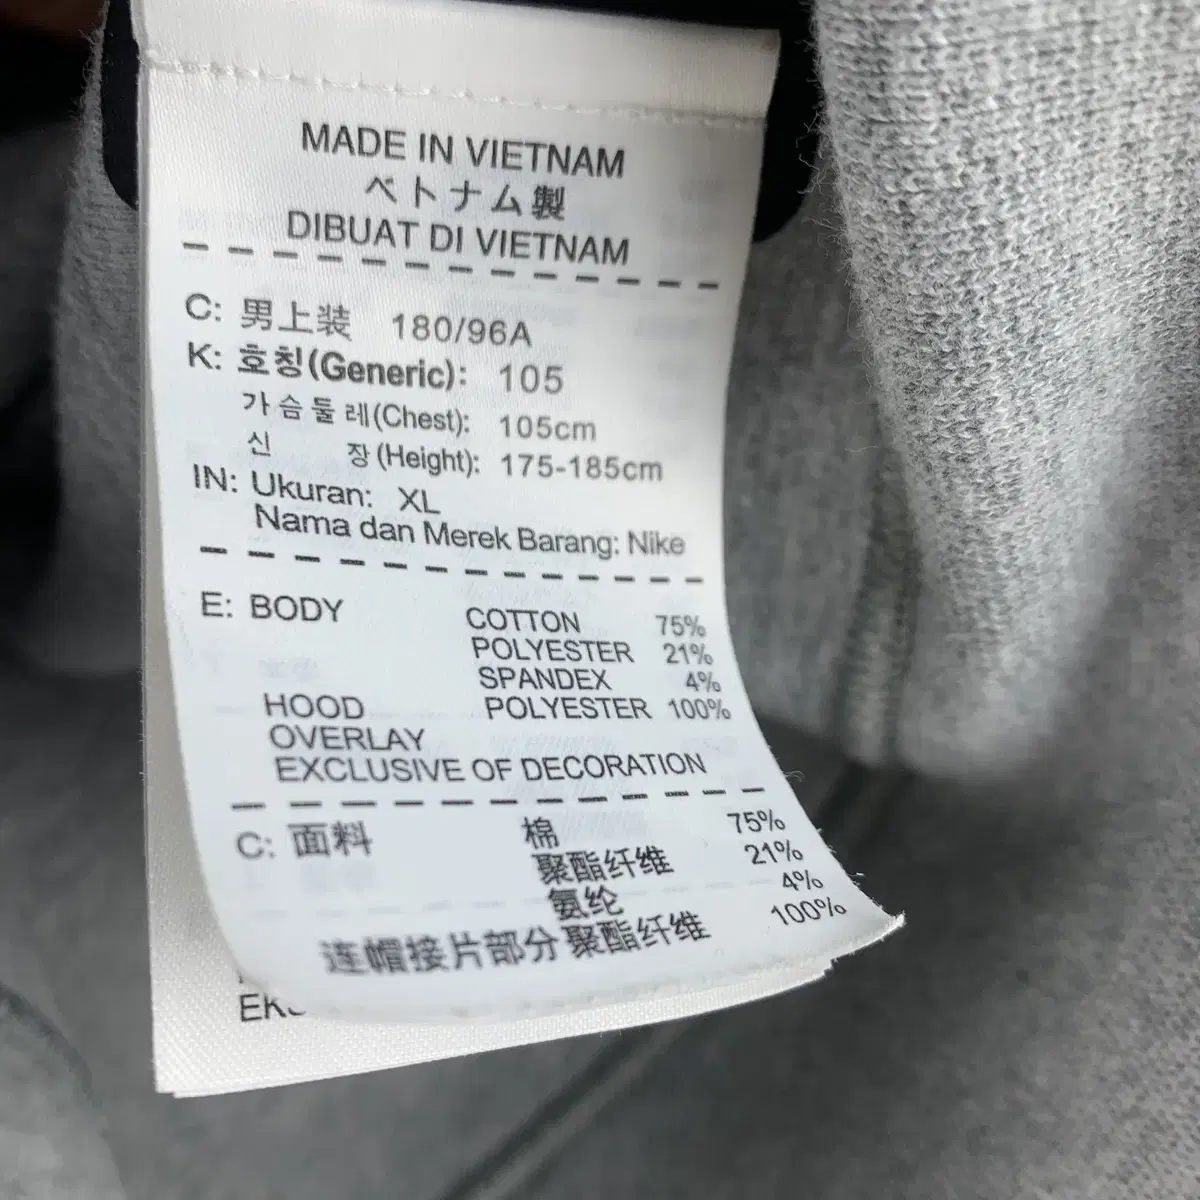 MADE IN VIETNAM
ベトナム製
DIBUAT DI VIETNAM
C: 男上装 180/96A
K: 호칭(Generic): 105
가슴둘레(Chest): 105cm
신 장(Height): 175-185cm
IN: Ukuran: XL
Nama dan Merek Barang: Nike
E: BODY COTTON 75%
POLYESTER 21%
SPANDEX 4%
HOOD POLYESTER 100%
OVERLAY
EXCLUSIVE OF DECORATION
C: 面料 棉 75%
聚酯纤维 21%
氨纶 4%
连帽接片部分 聚酯纤维 100%